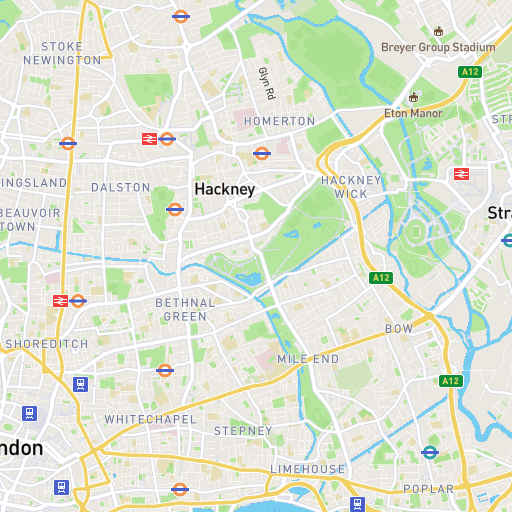 Breyer Group Stadium
STOKE
NEWINGTON
A12
Glyn Rd
Eton Manor
HOMERTON
STR
INGSLAND
DALSTON
Hackney
HACKNEY
WICK
BEAUVOIR
TOWN
Stra
A12
BETHNAL
GREEN
BOW
SHOREDITCH
MILE END
A12
WHITECHAPEL
STEPNEY
ndon
LIMEHOUSE
POPLAR